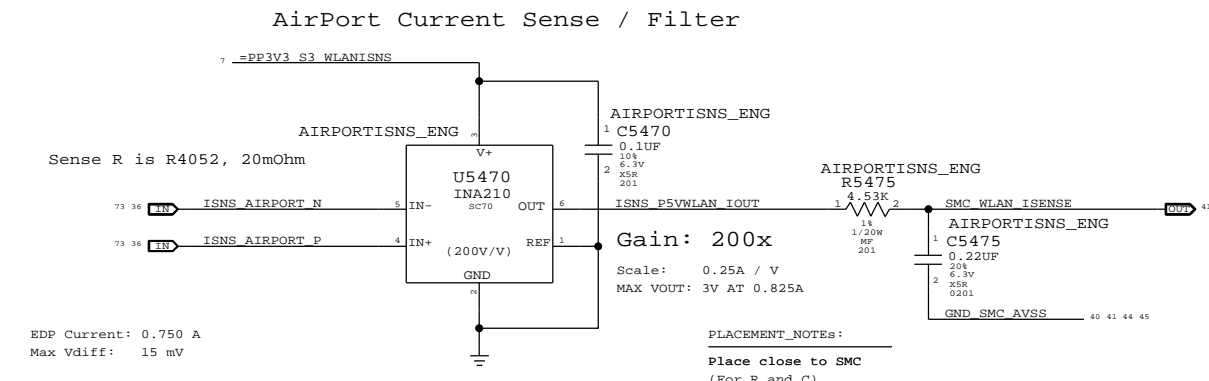 AirPort Current Sense / Filter
7 =PP3V3 S3 WLANISNS
AIRPORTISNS_ENG
3
V+
Sense R is R4052, 20mOhm
U5470
INA210
SC70
(200V/V)
73 36 IN ISNS_AIRPORT_N 5 IN-
73 36 IN ISNS_AIRPORT_P 4 IN+
OUT 6 ISNS_P5VWLAN_IOUT
REF 1
GND
2
AIRPORTISNS_ENG
1 C5470
0.1UF
10%
6.3V
2 X5R
201
Gain: 200x
Scale: 0.25A / V
MAX VOUT: 3V AT 0.825A
AIRPORTISNS_ENG
R5475
4.53K
1 2
1%
1/20W
MF
201
SMC_WLAN_ISENSE OUT
AIRPORTISNS_ENG
1 C5475
0.22UF
20%
6.3V
2 X5R
0201
GND_SMC_AVSS 40 41 44 45
EDP Current: 0.750 A
Max Vdiff: 15 mV
PLACEMENT_NOTEs:
Place close to SMC
(For R and C)